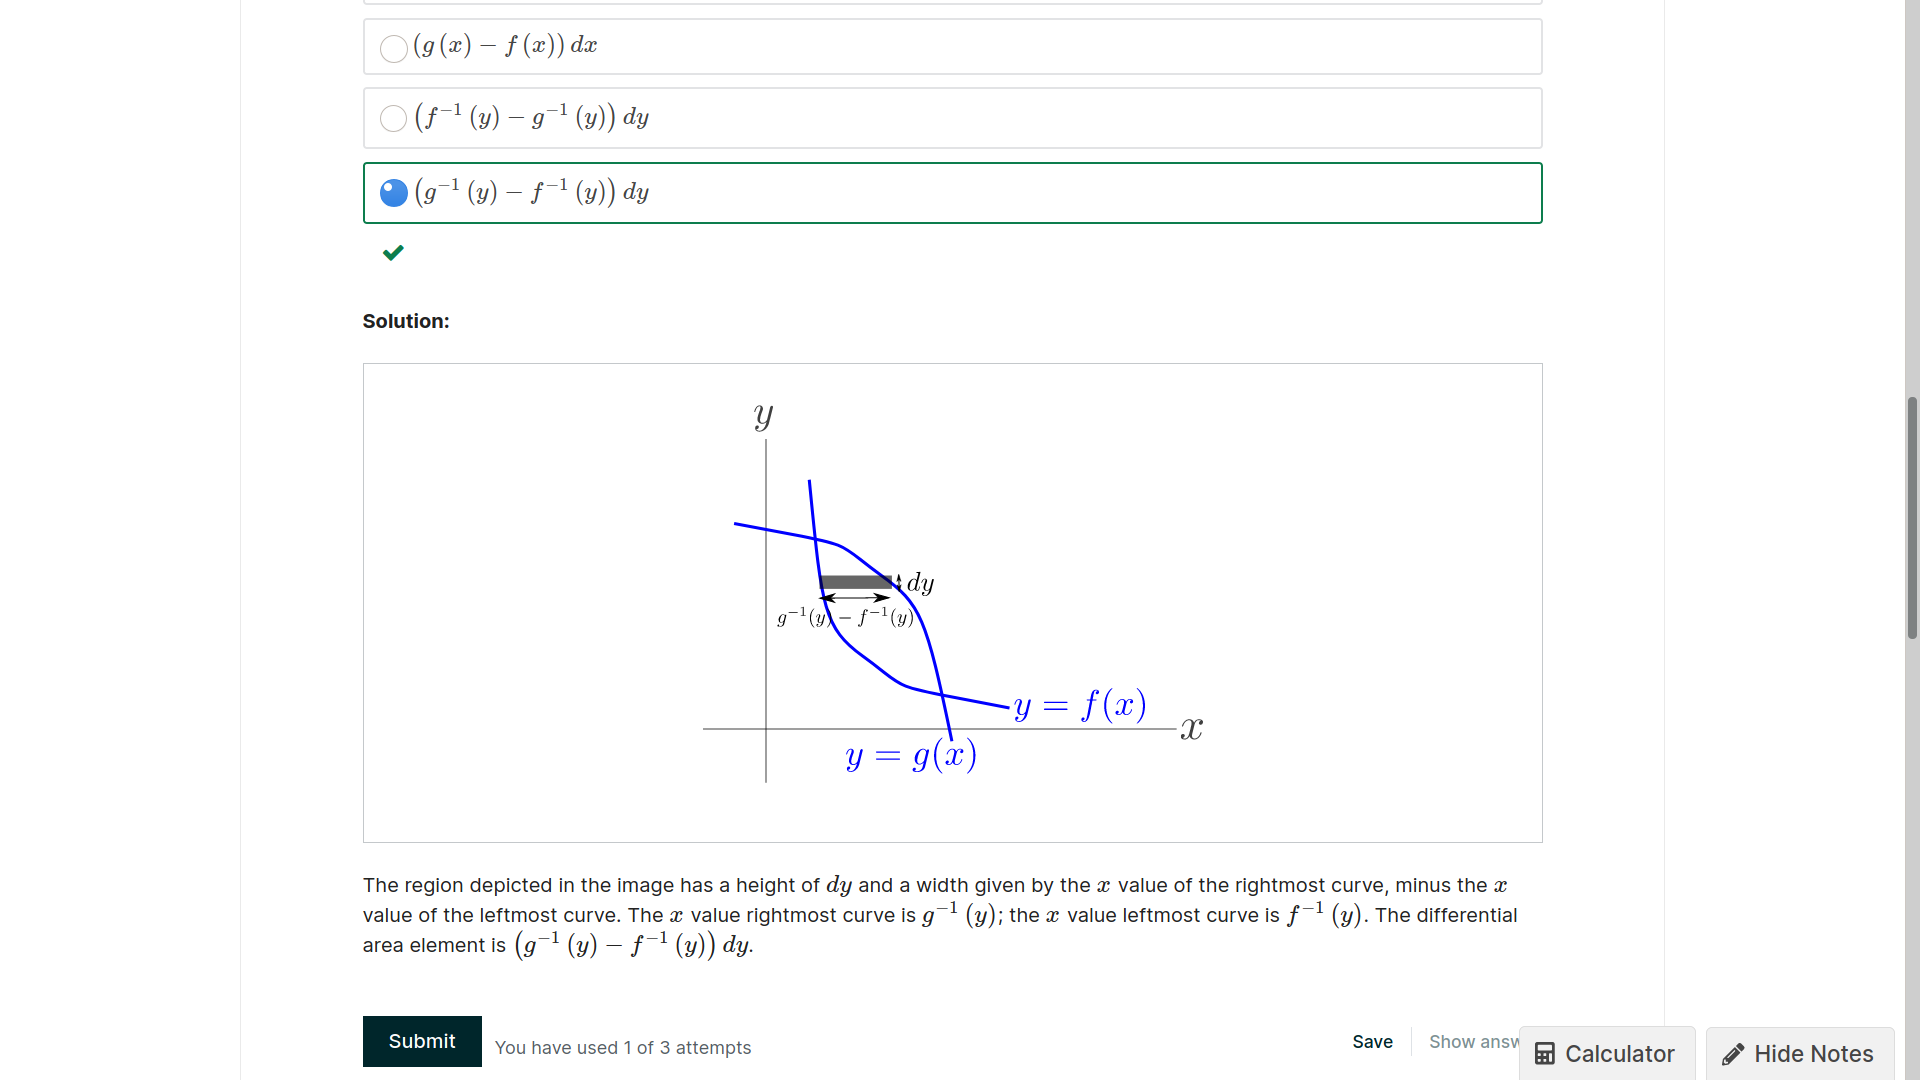 (g (x) − f (x)) dx
(f⁻¹ (y) − g⁻¹ (y)) dy
(g⁻¹ (y) − f⁻¹ (y)) dy
Solution:
y
dy
g⁻¹(y) − f⁻¹(y)
y = f(x)
x
y = g(x)
The region depicted in the image has a height of dy and a width given by the x value of the rightmost curve, minus the x
value of the leftmost curve. The x value rightmost curve is g⁻¹ (y); the x value leftmost curve is f⁻¹ (y). The differential
area element is (g⁻¹ (y) − f⁻¹ (y)) dy.
Submit
You have used 1 of 3 attempts
Save
Show answ
Calculator
Hide Notes